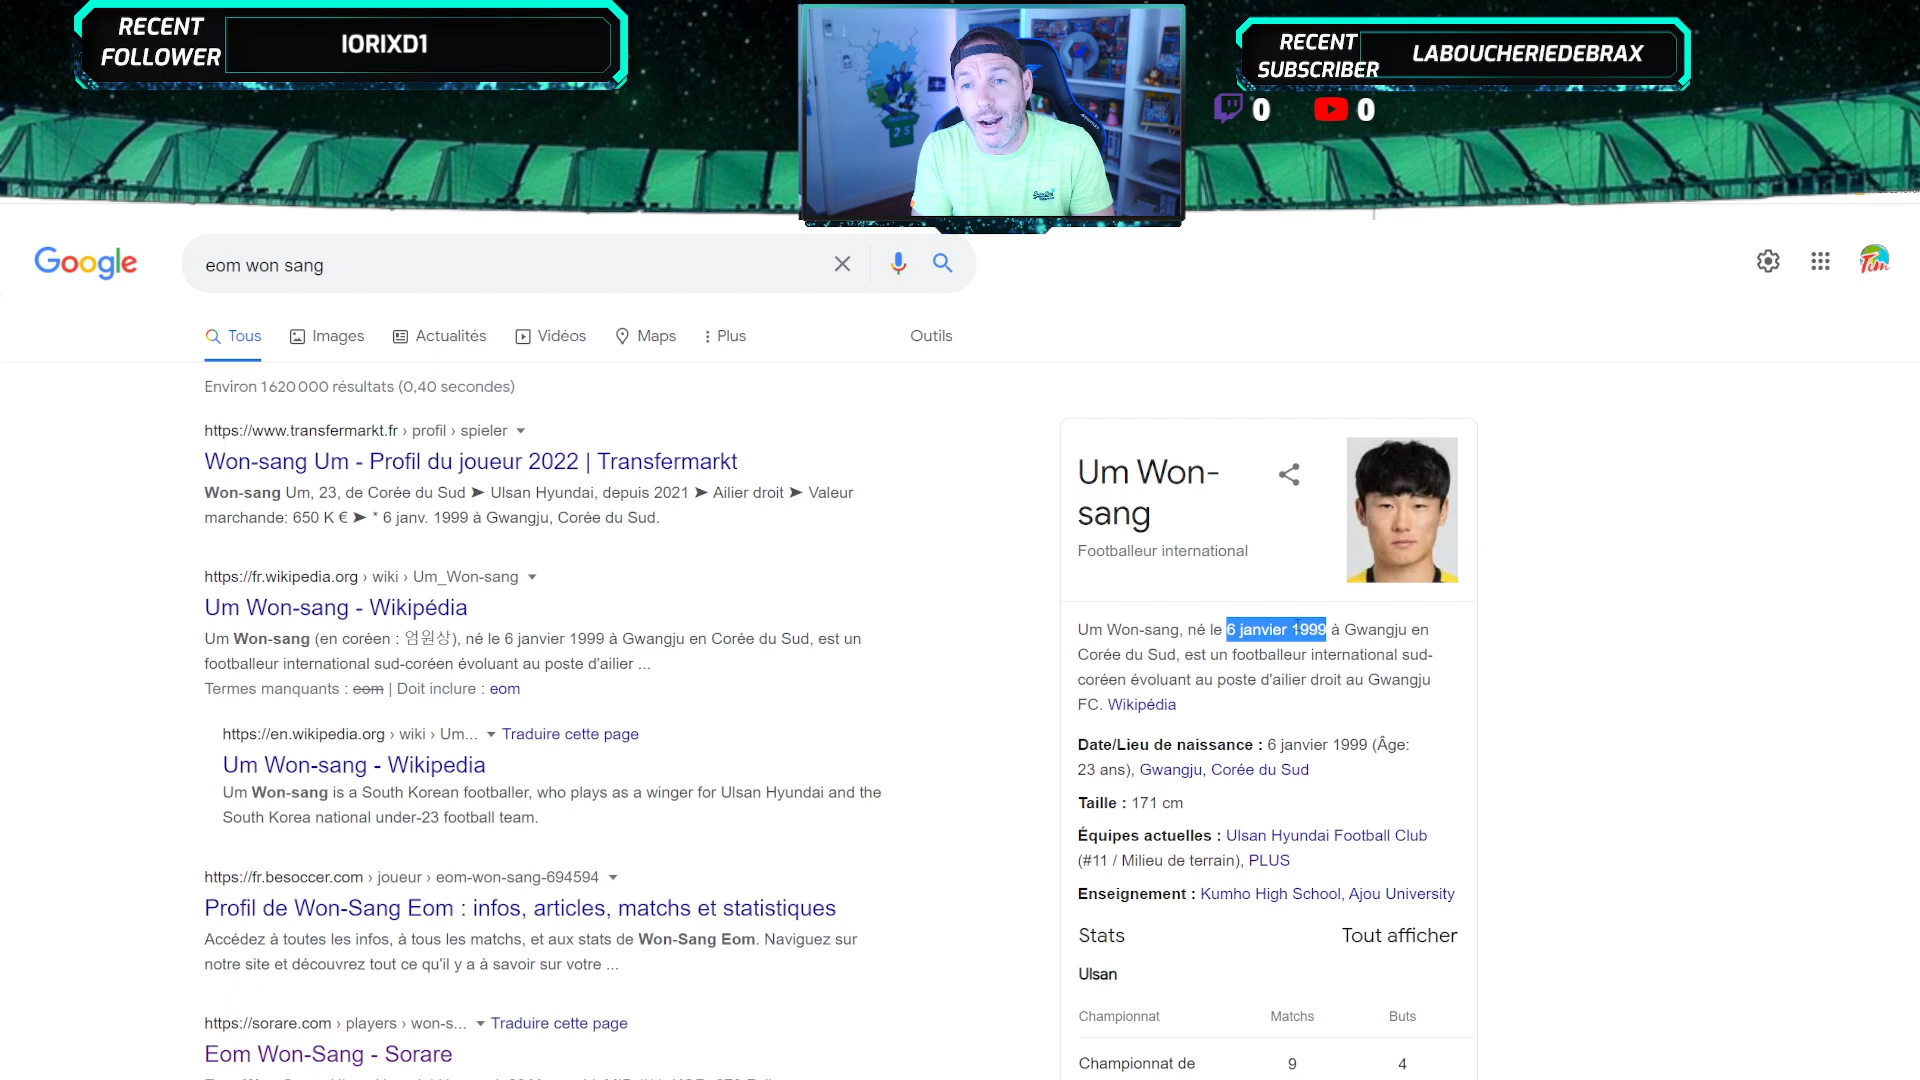 RECENT
FOLLOWER
IORIXD1
RECENT
SUBSCRIBER
LABOUCHERIEDEBRAX
0 0
25
Google
eom won sang
Tim
Tous Images Actualités Vidéos Maps Plus Outils
Environ 1 620 000 résultats (0,40 secondes)
https://www.transfermarkt.fr › profil › spieler
Won-sang Um - Profil du joueur 2022 | Transfermarkt
Won-sang Um, 23, de Corée du Sud ➤ Ulsan Hyundai, depuis 2021 ➤ Ailier droit ➤ Valeur
marchande: 650 K € ➤ * 6 janv. 1999 à Gwangju, Corée du Sud.
https://fr.wikipedia.org › wiki › Um_Won-sang
Um Won-sang - Wikipédia
Um Won-sang (en coréen : 엄원상), né le 6 janvier 1999 à Gwangju en Corée du Sud, est un
footballeur international sud-coréen évoluant au poste d'ailier ...
Termes manquants : eom | Doit inclure : eom
https://en.wikipedia.org › wiki › Um... Traduire cette page
Um Won-sang - Wikipedia
Um Won-sang is a South Korean footballer, who plays as a winger for Ulsan Hyundai and the
South Korea national under-23 football team.
https://fr.besoccer.com › joueur › eom-won-sang-694594
Profil de Won-Sang Eom : infos, articles, matchs et statistiques
Accédez à toutes les infos, à tous les matchs, et aux stats de Won-Sang Eom. Naviguez sur
notre site et découvrez tout ce qu'il y a à savoir sur votre ...
https://sorare.com › players › won-s... Traduire cette page
Eom Won-Sang - Sorare
Um Won-
sang
Footballeur international
Um Won-sang, né le 6 janvier 1999 à Gwangju en
Corée du Sud, est un footballeur international sud-
coréen évoluant au poste d'ailier droit au Gwangju
FC. Wikipédia
Date/Lieu de naissance : 6 janvier 1999 (Âge:
23 ans), Gwangju, Corée du Sud
Taille : 171 cm
Équipes actuelles : Ulsan Hyundai Football Club
(#11 / Milieu de terrain), PLUS
Enseignement : Kumho High School, Ajou University
Stats Tout afficher
Ulsan
Championnat Matchs Buts
Championnat de 9 4